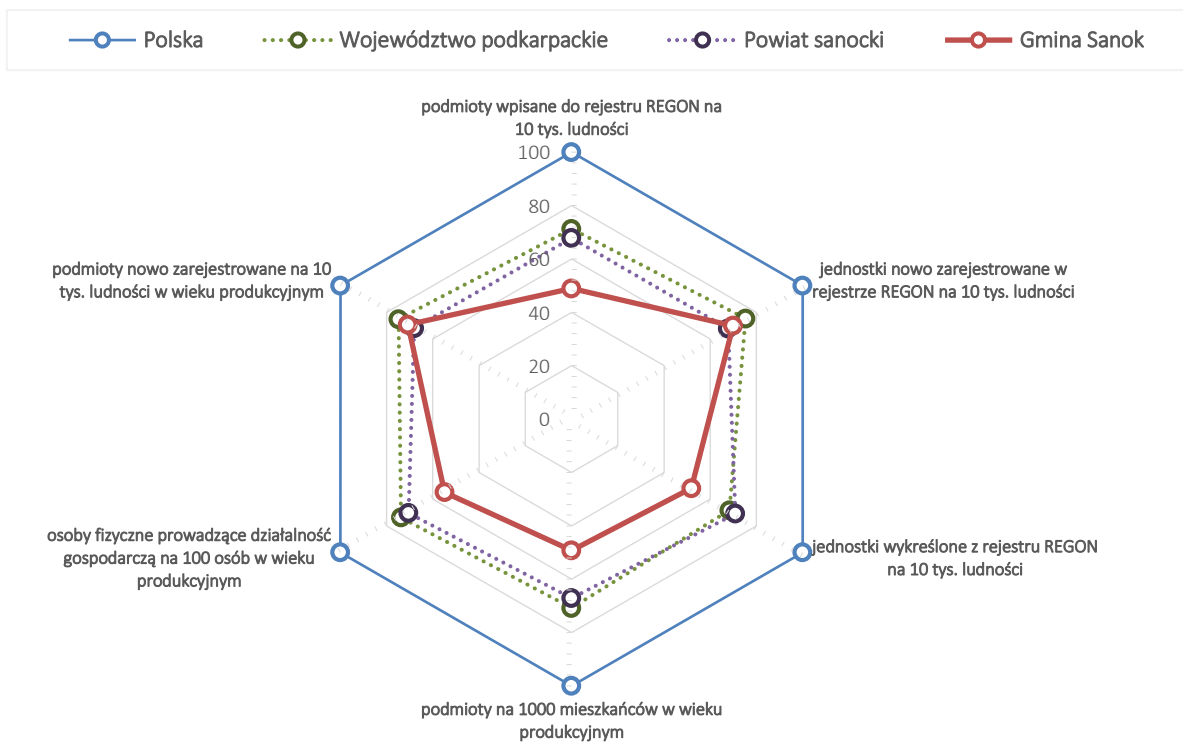 Polska Województwo podkarpackie Powiat sanocki Gmina Sanok
podmioty wpisane do rejestru REGON na
10 tys. ludności
100
80
60
40
20
0
jednostki nowo zarejestrowane w
rejestrze REGON na 10 tys. ludności
jednostki wykreślone z rejestru REGON
na 10 tys. ludności
podmioty na 1000 mieszkańców w wieku
produkcyjnym
osoby fizyczne prowadzące działalność
gospodarczą na 100 osób w wieku
produkcyjnym
podmioty nowo zarejestrowane na 10
tys. ludności w wieku produkcyjnym